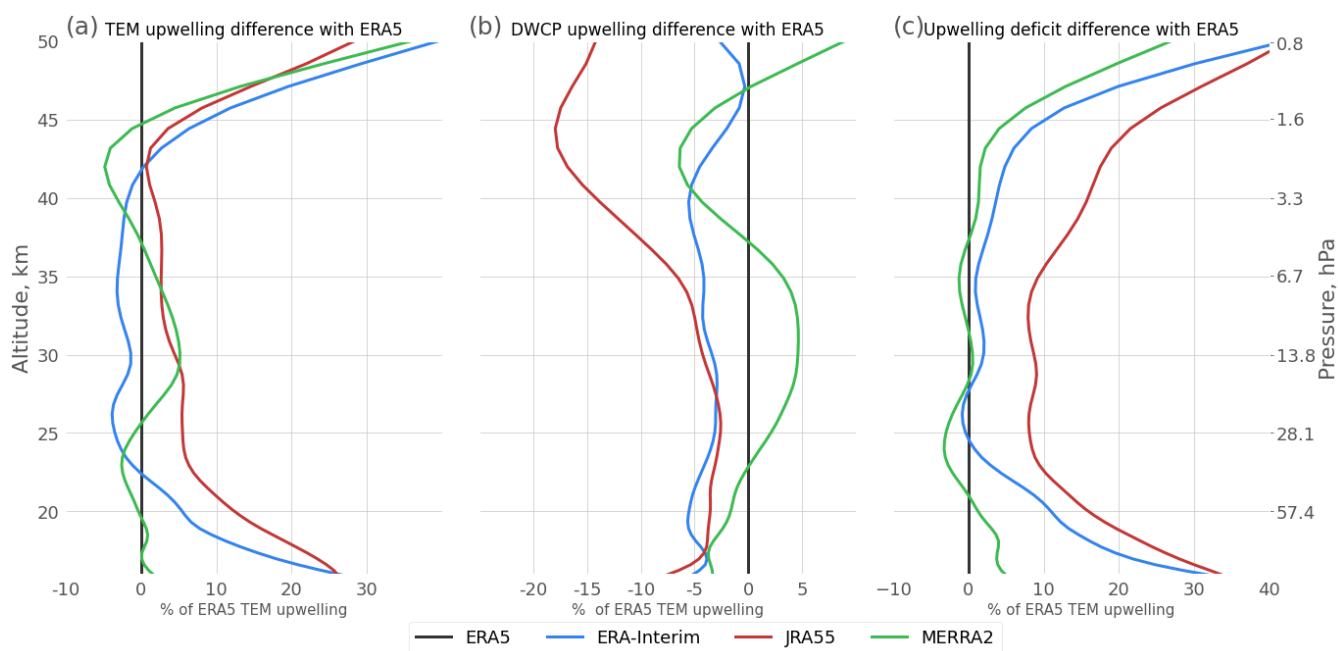 (a) TEM upwelling difference with ERA5
(b) DWCP upwelling difference with ERA5
(c) Upwelling deficit difference with ERA5
Altitude, km
50
45
40
35
30
25
20
-10 0 10 20 30
% of ERA5 TEM upwelling
-20 -15 -10 -5 0 5
% of ERA5 TEM upwelling
−10 0 10 20 30 40
% of ERA5 TEM upwelling
0.8
1.6
3.3
6.7
13.8
28.1
57.4
Pressure, hPa
ERA5 ERA-Interim JRA55 MERRA2